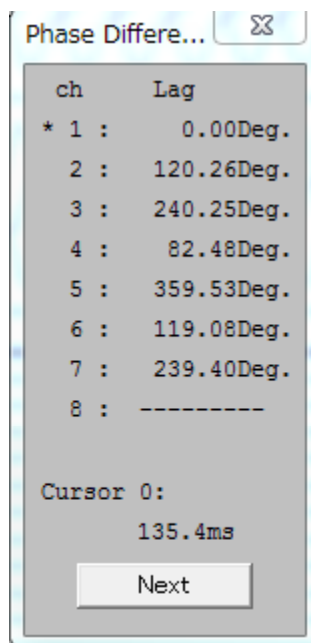 Phase Differe...
ch Lag
* 1 : 0.00Deg.
2 : 120.26Deg.
3 : 240.25Deg.
4 : 82.48Deg.
5 : 359.53Deg.
6 : 119.08Deg.
7 : 239.40Deg.
8 : ---------
Cursor 0:
135.4ms
Next